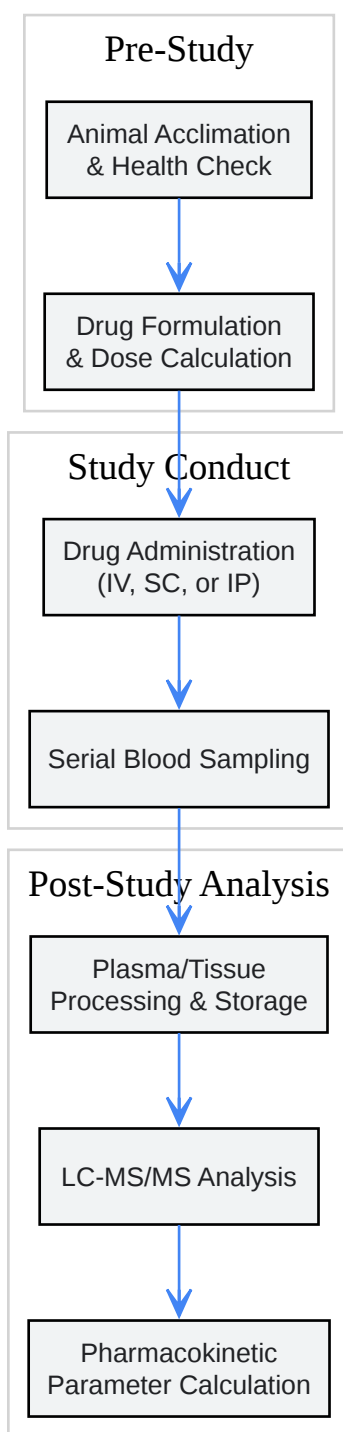 Pre-Study
Animal Acclimation
& Health Check
Drug Formulation
& Dose Calculation
Study Conduct
Drug Administration
(IV, SC, or IP)
Serial Blood Sampling
Post-Study Analysis
Plasma/Tissue
Processing & Storage
LC-MS/MS Analysis
Pharmacokinetic
Parameter Calculation